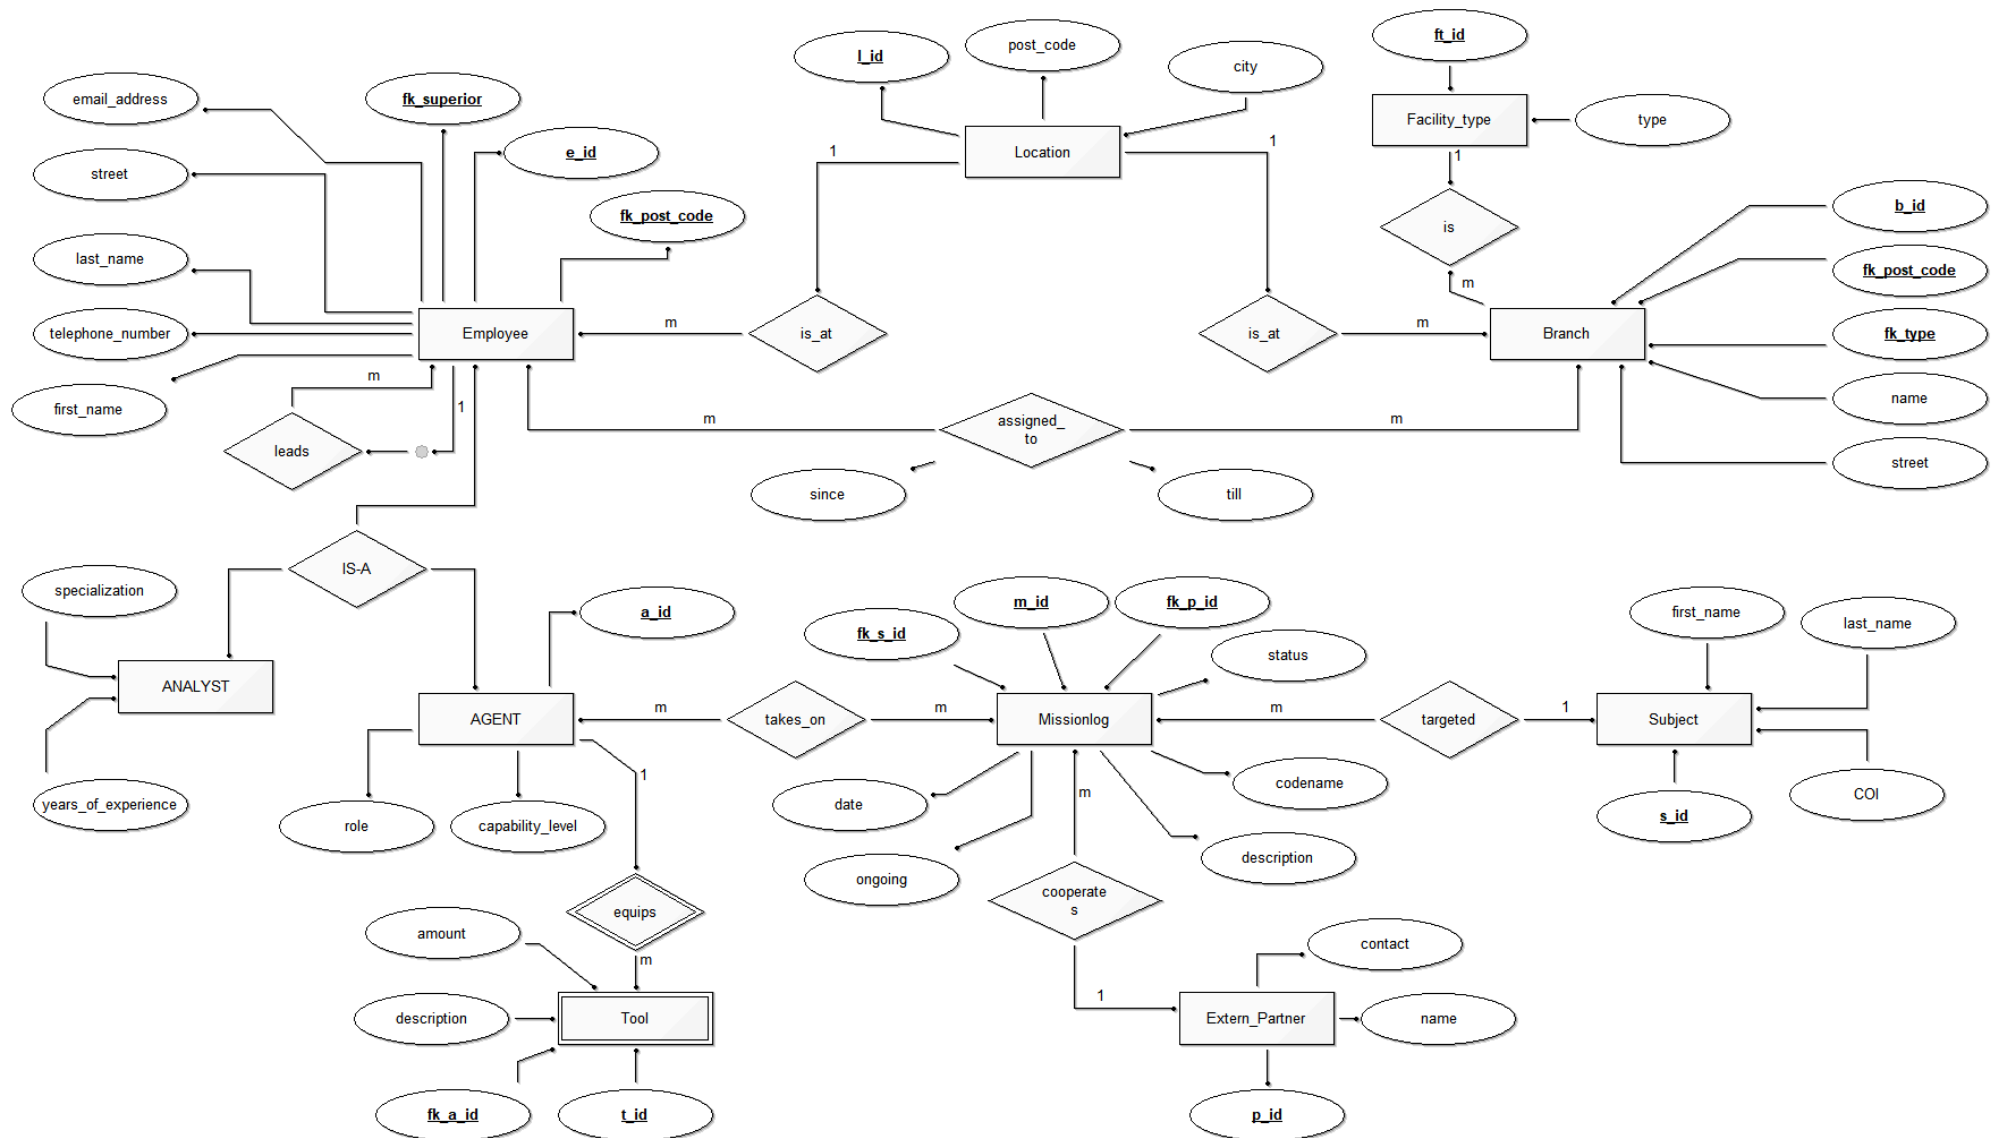 ft_id
l_id
post_code
city
email_address
fk_superior
Facility_type
type
e_id
Location
1
1
1
street
fk_post_code
b_id
is
last_name
fk_post_code
m
telephone_number
Employee
m
is_at
is_at
m
Branch
fk_type
m
first_name
1
name
leads
m
assigned_
to
m
street
since
till
IS-A
specialization
a_id
m_id
fk_p_id
first_name
last_name
fk_s_id
status
ANALYST
AGENT
m
takes_on
m
Missionlog
m
targeted
1
Subject
1
years_of_experience
role
capability_level
date
m
codename
COI
s_id
ongoing
description
cooperate
s
equips
amount
contact
m
1
description
Tool
Extern_Partner
name
fk_a_id
t_id
p_id